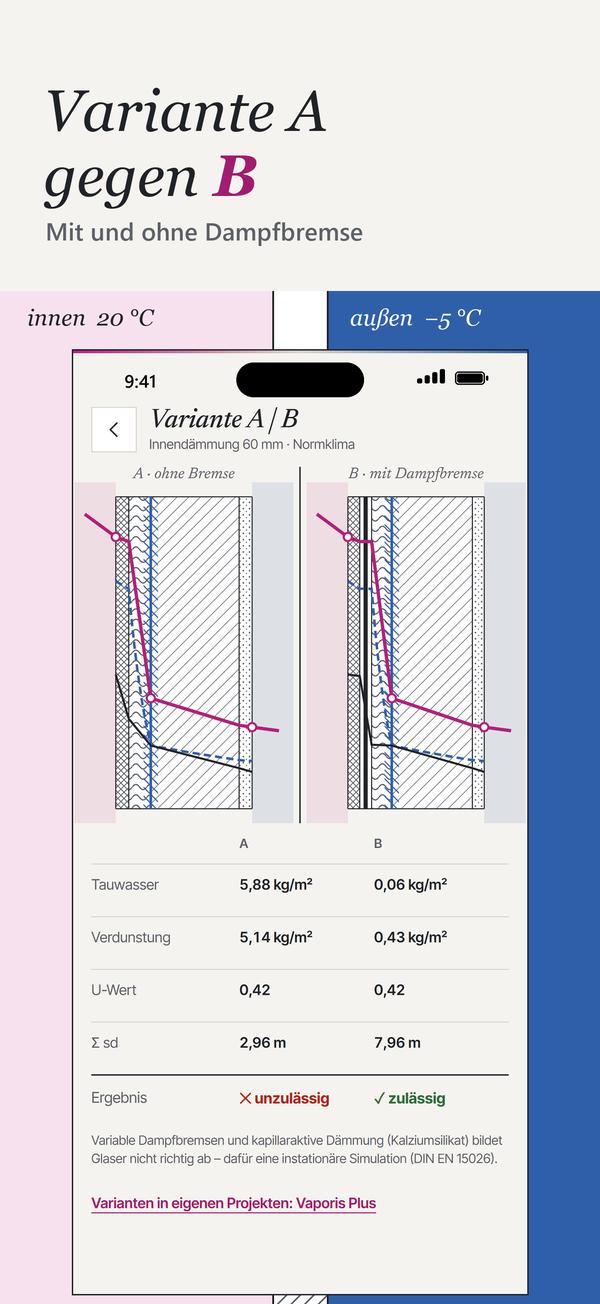 Variante A
gegen B
Mit und ohne Dampfbremse
innen 20 °C
außen −5 °C
9:41
Variante A / B
Innendämmung 60 mm · Normklima
A · ohne Bremse
B · mit Dampfbremse
A B
Tauwasser 5,88 kg/m² 0,06 kg/m²
Verdunstung 5,14 kg/m² 0,43 kg/m²
U-Wert 0,42 0,42
Σ sd 2,96 m 7,96 m
Ergebnis ✕ unzulässig ✓ zulässig
Variable Dampfbremsen und kapillaraktive Dämmung (Kalziumsilikat) bildet
Glaser nicht richtig ab – dafür eine instationäre Simulation (DIN EN 15026).
Varianten in eigenen Projekten: Vaporis Plus